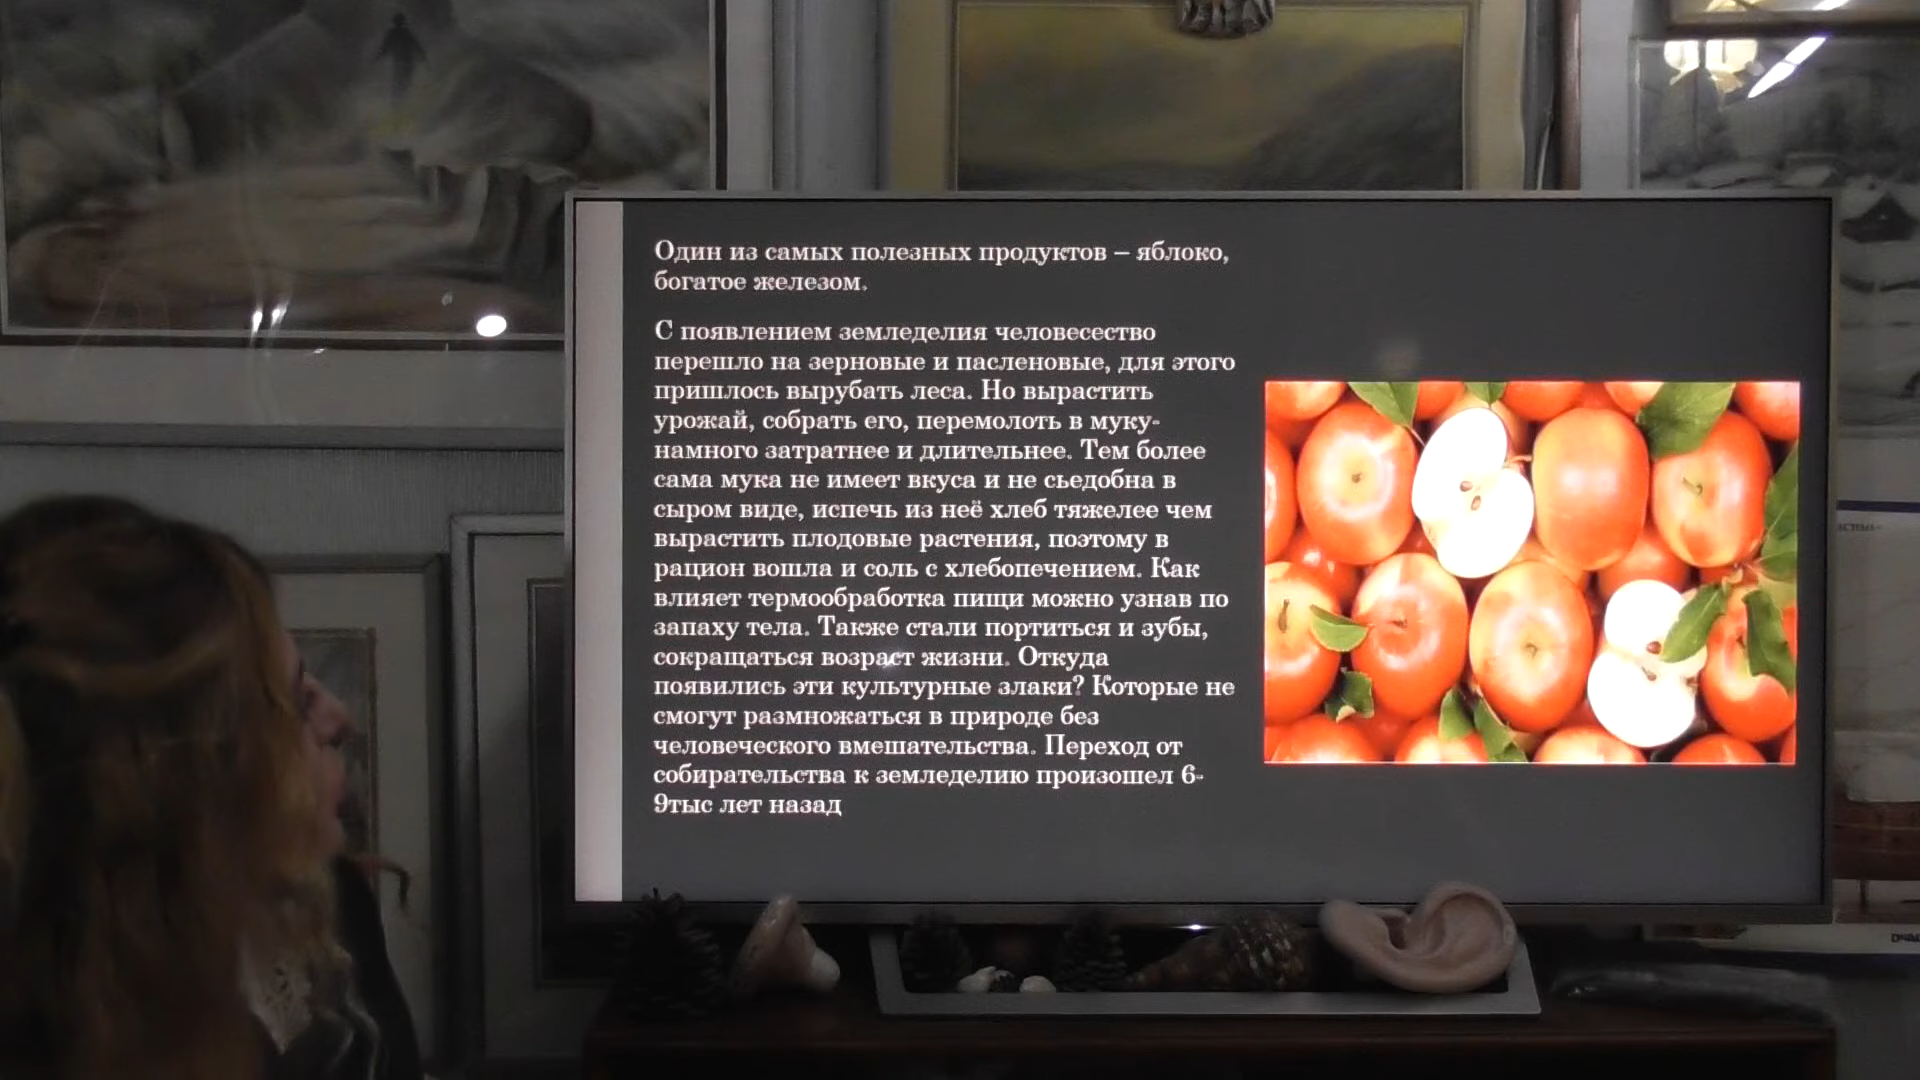 Один из самых полезных продуктов – яблоко,
богатое железом.
С появлением земледелия человесество
перешло на зерновые и пасленовые, для этого
пришлось вырубать леса. Но вырастить
урожай, собрать его, перемолоть в муку-
намного затратнее и длительнее. Тем более
сама мука не имеет вкуса и не сьедобна в
сыром виде, испечь из неё хлеб тяжелее чем
вырастить плодовые растения, поэтому в
рацион вошла и соль с хлебопечением. Как
влияет термообработка пищи можно узнав по
запаху тела. Также стали портиться и зубы,
сокращаться возраст жизни. Откуда
появились эти культурные злаки? Которые не
смогут размножаться в природе без
человеческого вмешательства. Переход от
собирательства к земледелию произошел 6-
9тыс лет назад